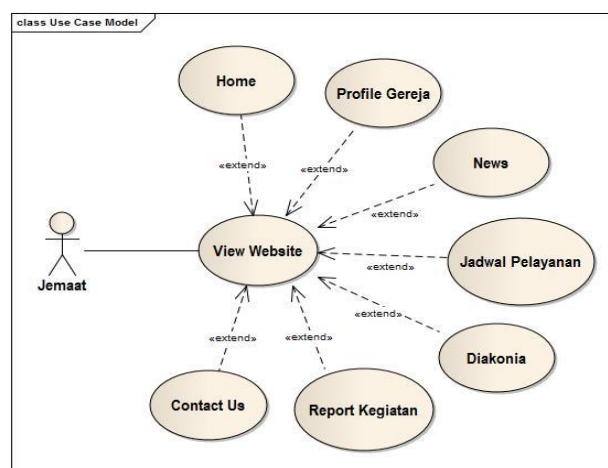 class Use Case Model
Home
Profile Gereja
News
«extend»
«extend»
«extend»
View Website
Jadwal Pelayanan
«extend»
Jemaat
«extend»
«extend»
«extend»
Diakonia
Contact Us
Report Kegiatan